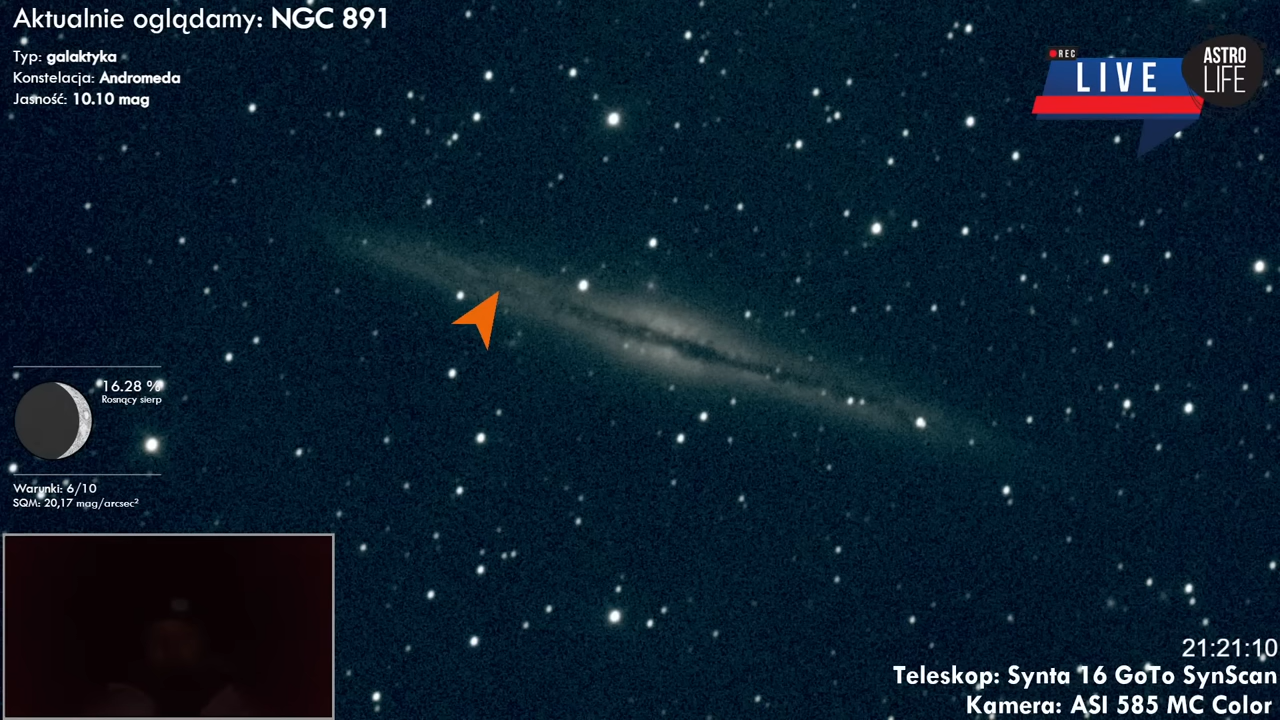 Aktualnie oglądamy: NGC 891
Typ: galaktyka
Konstelacja: Andromeda
Jasność: 10.10 mag
REC
LIVE
ASTRO
LIFE
16.28 %
Rosnący sierp
Warunki: 6/10
SQM: 20,17 mag/arcsec²
21:21:10
Teleskop: Synta 16 GoTo SynScan
Kamera: ASI 585 MC Color